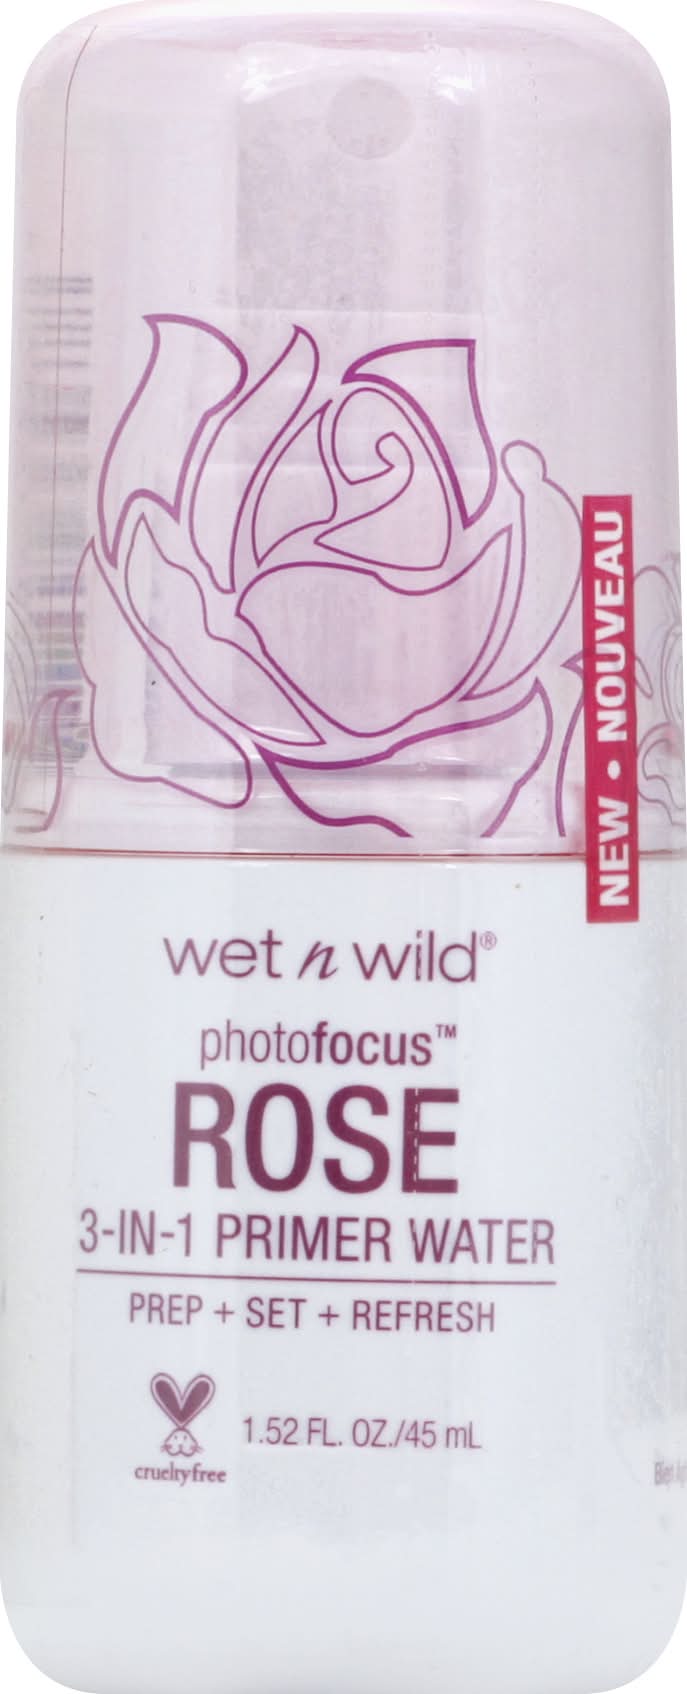 NEW • NOUVEAU
wet n wild®
photofocus™
ROSE
3-IN-1 PRIMER WATER
PREP + SET + REFRESH
1.52 FL. OZ./45 mL
crueltyfree